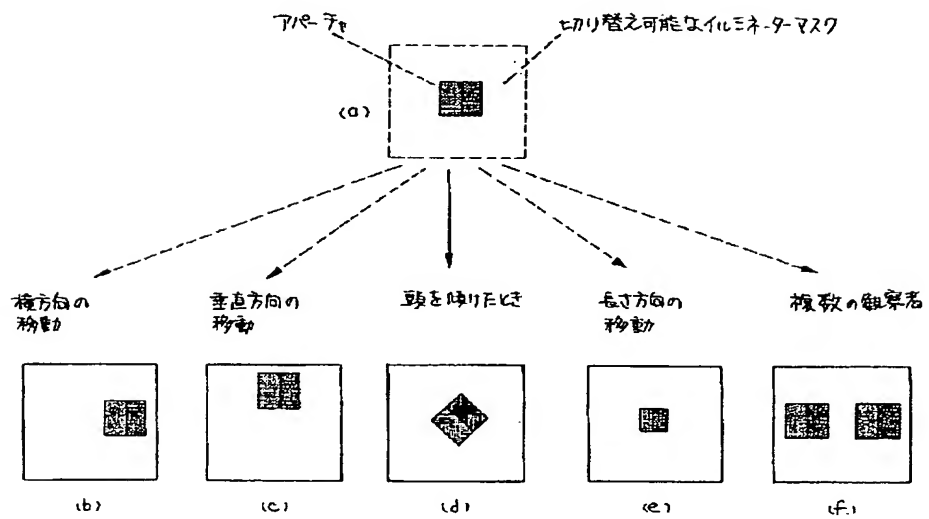 アパーチャ
切り替え可能なイルミネーターマスク
(a)
横方向の
移動
垂直方向の
移動
頭を傾けたとき
長さ方向の
移動
複数の観察者
(b)
(c)
(d)
(e)
(f)